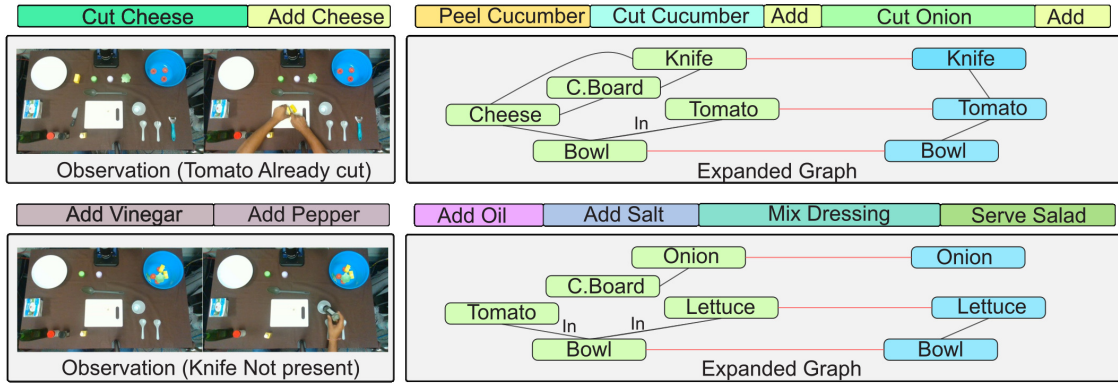 Cut Cheese Add Cheese Peel Cucumber Cut Cucumber Add Cut Onion Add
Knife Knife
C.Board
Cheese Tomato Tomato
In
Bowl Bowl
Observation (Tomato Already cut) Expanded Graph
Add Vinegar Add Pepper Add Oil Add Salt Mix Dressing Serve Salad
Onion Onion
C.Board
Tomato Lettuce Lettuce
In In
Bowl Bowl
Observation (Knife Not present) Expanded Graph